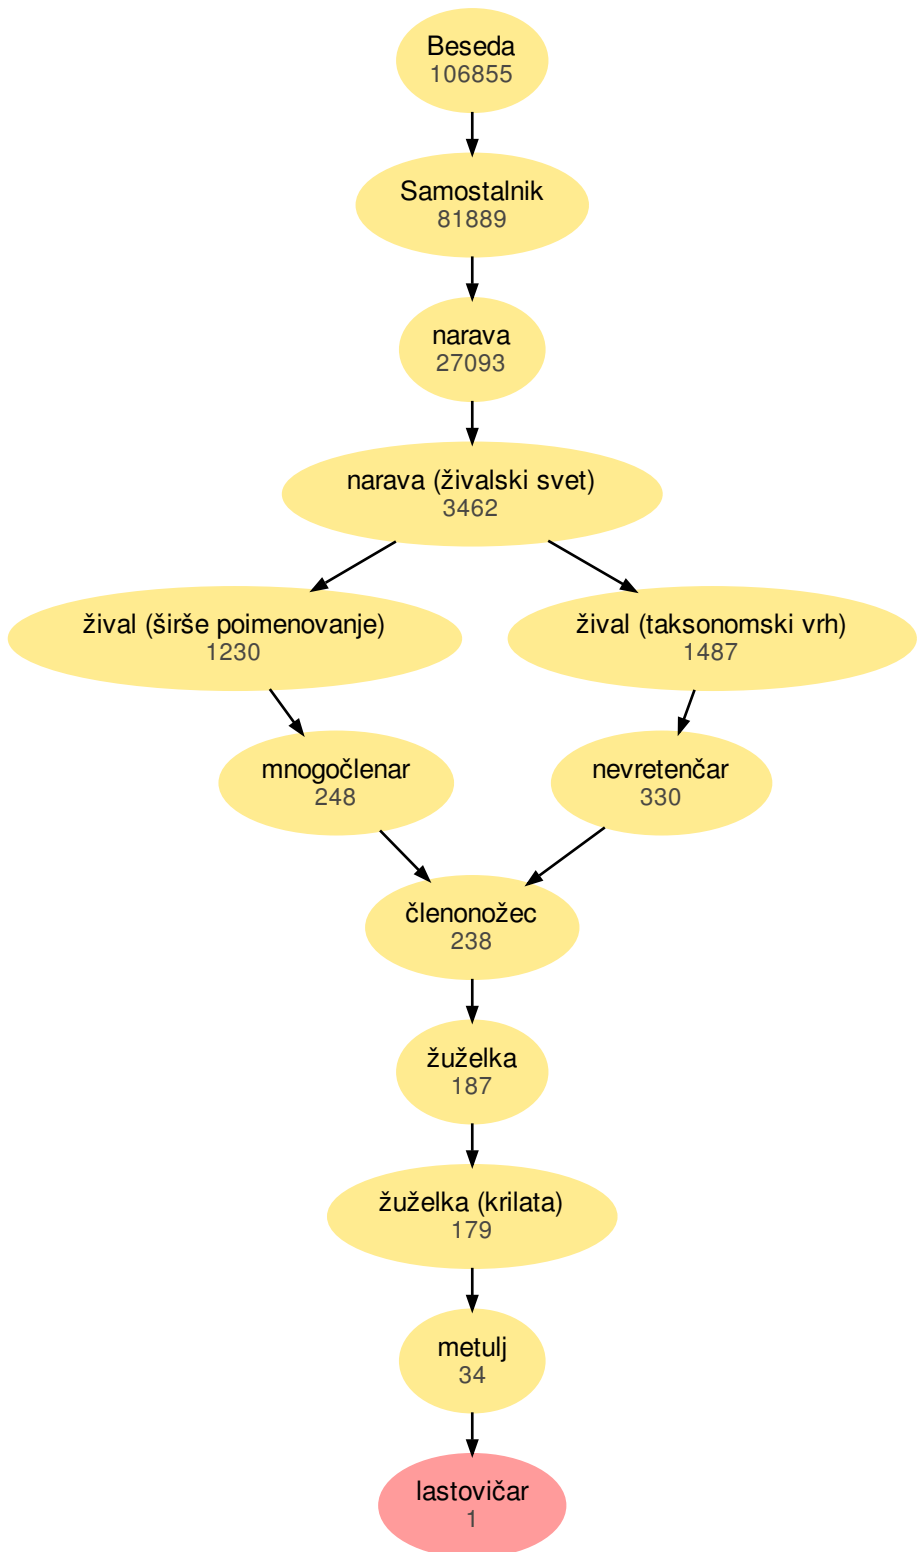 Beseda
106855
Samostalnik
81889
narava
27093
narava (živalski svet)
3462
žival (širše poimenovanje)
1230
žival (taksonomski vrh)
1487
mnogočlenar
248
nevretenčar
330
členonožec
238
žuželka
187
žuželka (krilata)
179
metulj
34
lastovičar
1